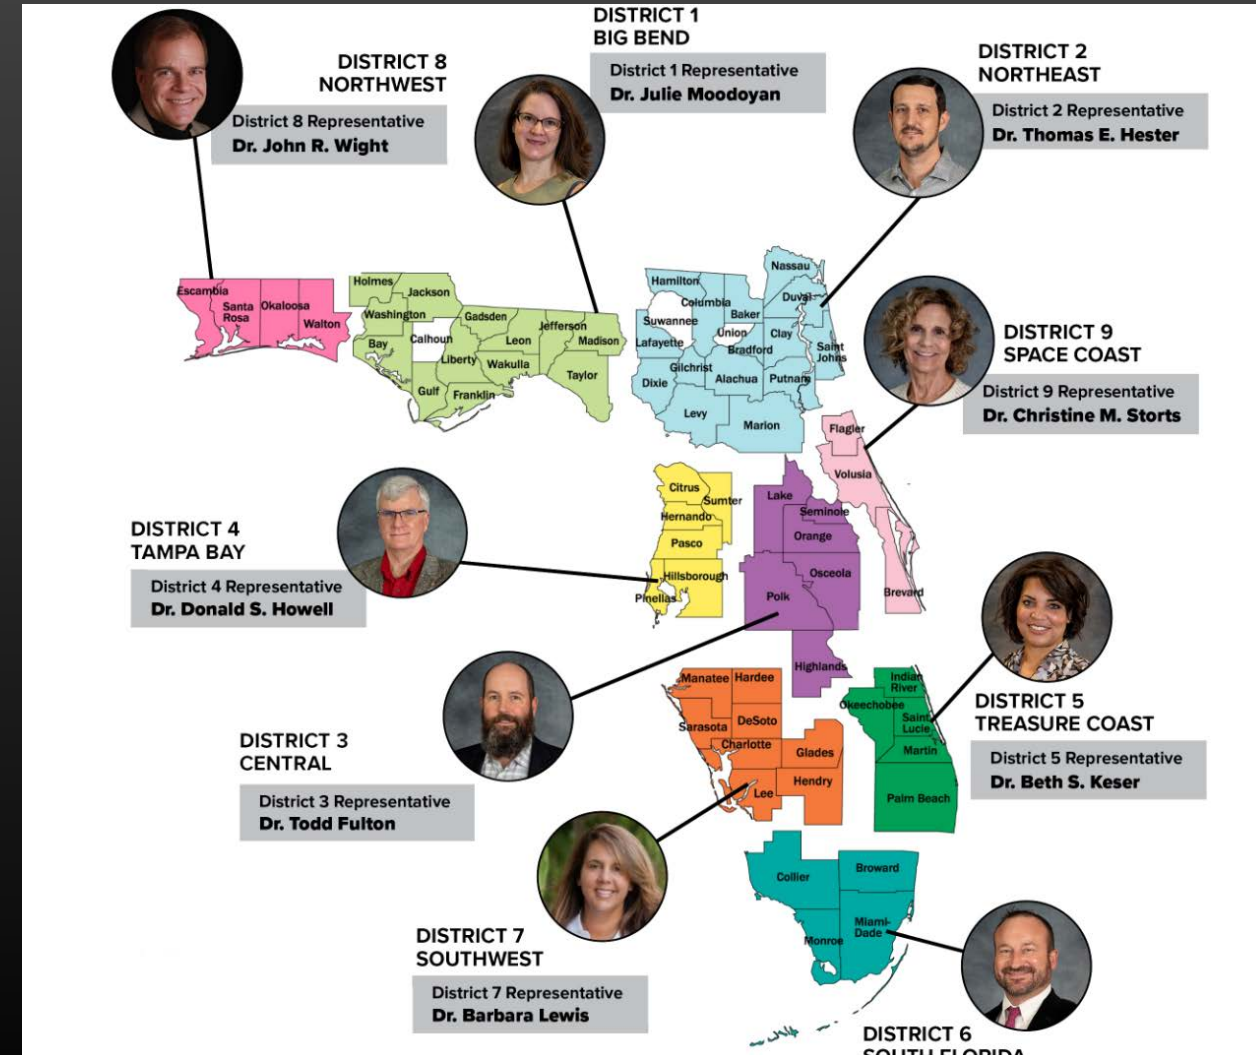 DISTRICT 8
NORTHWEST
District 8 Representative
Dr. John R. Wight
DISTRICT 1
BIG BEND
District 1 Representative
Dr. Julie Moodoyan
DISTRICT 2
NORTHEAST
District 2 Representative
Dr. Thomas E. Hester
Escambia
Santa
Rosa
Okaloosa
Walton
Holmes
Jackson
Washington
Bay
Calhoun
Gadsden
Liberty
Gulf
Franklin
Leon
Wakulla
Jefferson
Madison
Taylor
Nassau
Hamilton
Columbia
Duval
Suwannee
Baker
Union
Clay
Lafayette
Bradford
Saint
Johns
Gilchrist
Dixie
Alachua
Putnam
Levy
Marion
DISTRICT 9
SPACE COAST
District 9 Representative
Dr. Christine M. Storts
Flagler
Volusia
Brevard
DISTRICT 4
TAMPA BAY
District 4 Representative
Dr. Donald S. Howell
Citrus
Sumter
Hernando
Pasco
Hillsborough
Pinellas
Lake
Seminole
Orange
Osceola
Polk
Highlands
DISTRICT 3
CENTRAL
District 3 Representative
Dr. Todd Fulton
Manatee
Hardee
Sarasota
DeSoto
Charlotte
Glades
Lee
Hendry
Indian
River
Okeechobee
Saint
Lucie
Martin
Palm Beach
DISTRICT 5
TREASURE COAST
District 5 Representative
Dr. Beth S. Keser
DISTRICT 7
SOUTHWEST
District 7 Representative
Dr. Barbara Lewis
Collier
Broward
Monroe
Miami-
Dade
DISTRICT 6
SOUTH FLORIDA